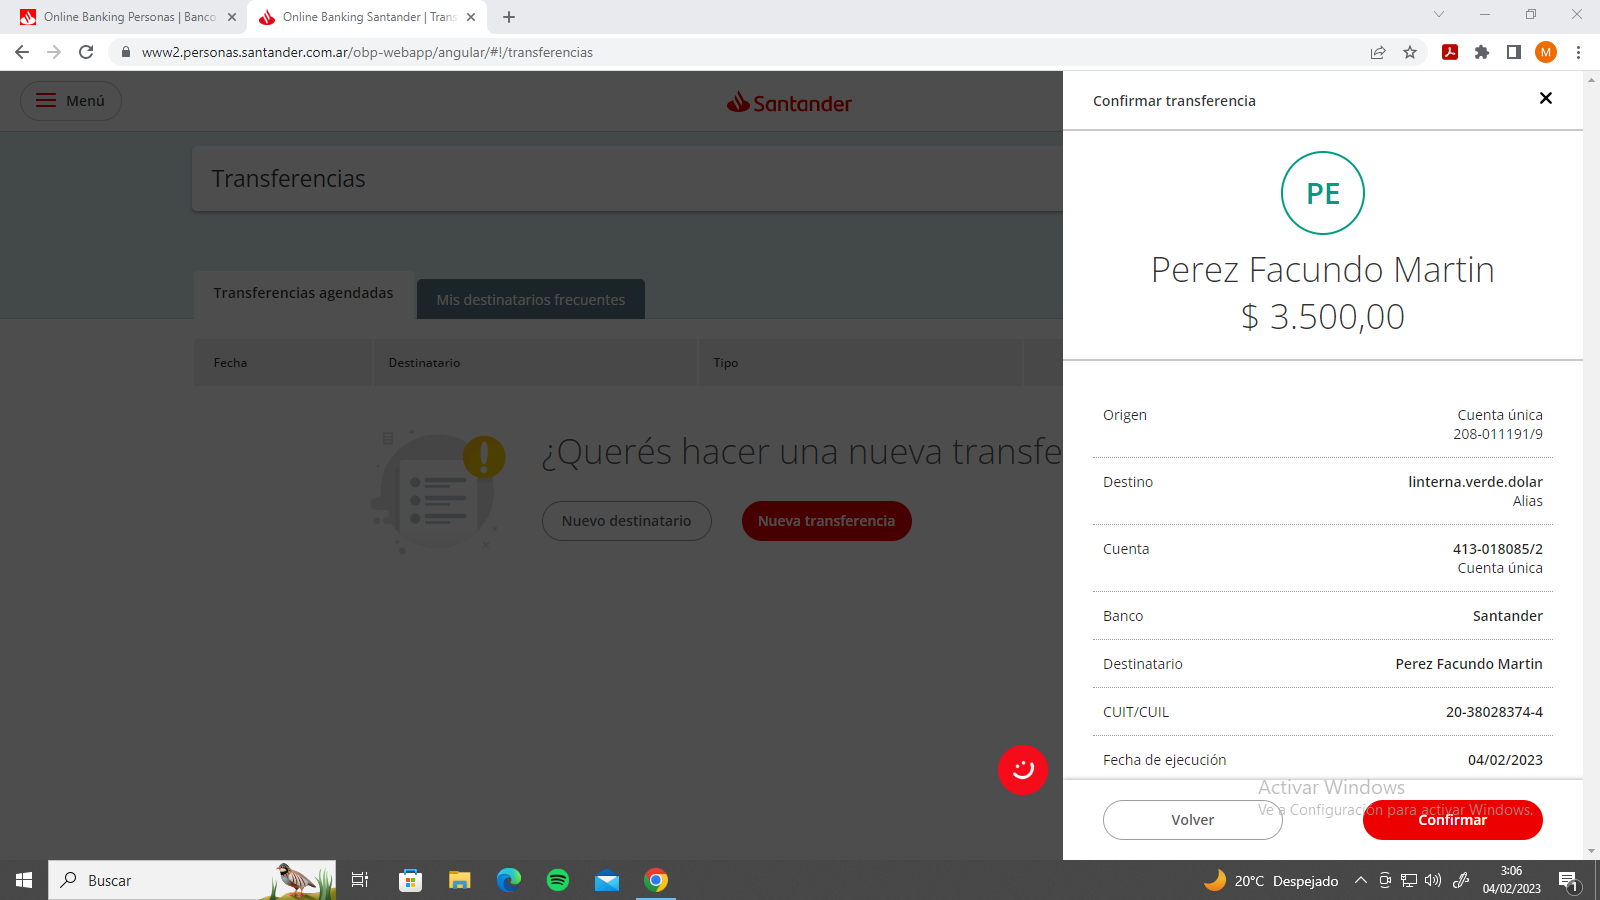 Online Banking Personas | Banco
Online Banking Santander | Trans
www2.personas.santander.com.ar/obp-webapp/angular/#!/transferencias
M
Menú
Santander
Transferencias
Transferencias agendadas
Mis destinatarios frecuentes
Fecha
Destinatario
Tipo
¿Querés hacer una nueva transfe
Nuevo destinatario
Nueva transferencia
Confirmar transferencia
PE
Perez Facundo Martin
$ 3.500,00
Origen
Cuenta única
208-011191/9
Destino
linterna.verde.dolar
Alias
Cuenta
413-018085/2
Cuenta única
Banco
Santander
Destinatario
Perez Facundo Martin
CUIT/CUIL
20-38028374-4
Fecha de ejecución
04/02/2023
Activar Windows
Ve a Configuración para activar Windows.
Volver
Confirmar
Buscar
20°C Despejado
3:06
04/02/2023
1